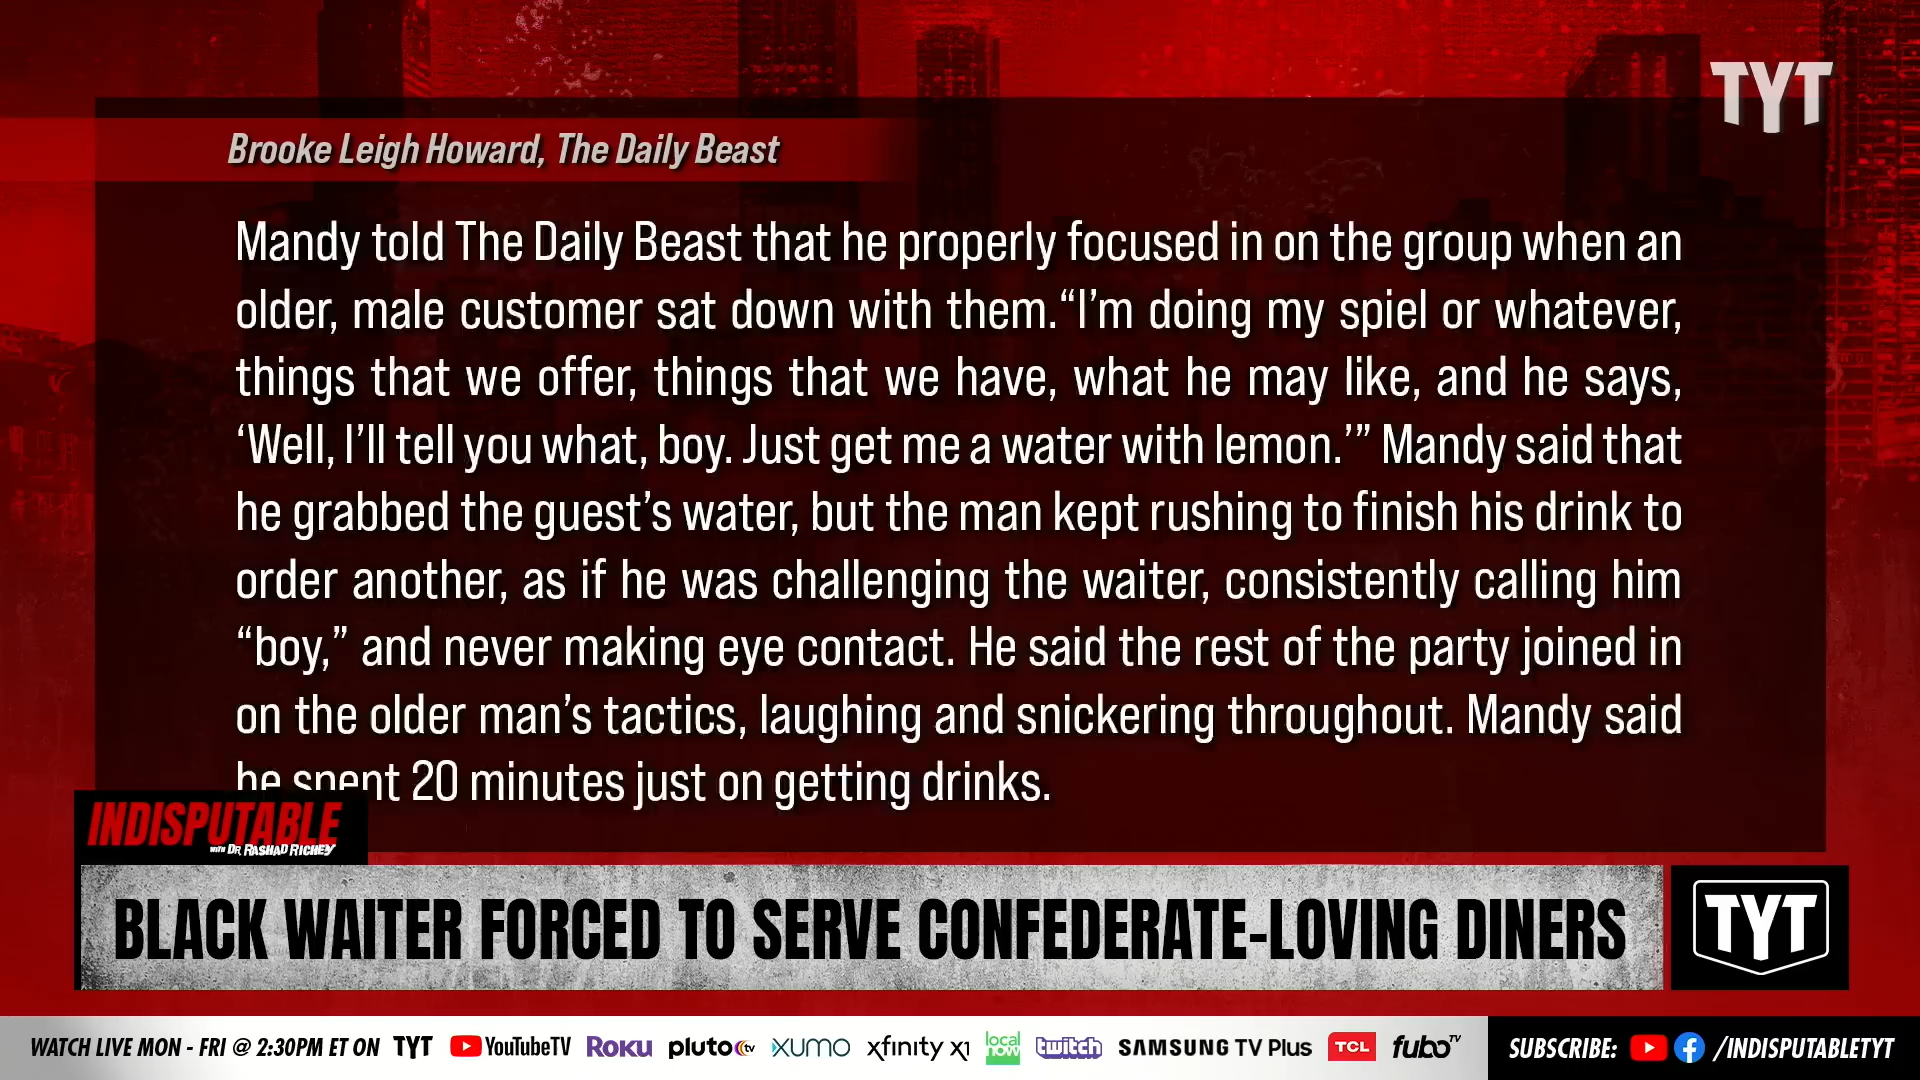 TYT
Brooke Leigh Howard, The Daily Beast
Mandy told The Daily Beast that he properly focused in on the group when an
older, male customer sat down with them.“I’m doing my spiel or whatever,
things that we offer, things that we have, what he may like, and he says,
‘Well, I’ll tell you what, boy. Just get me a water with lemon.’” Mandy said that
he grabbed the guest’s water, but the man kept rushing to finish his drink to
order another, as if he was challenging the waiter, consistently calling him
“boy,” and never making eye contact. He said the rest of the party joined in
on the older man’s tactics, laughing and snickering throughout. Mandy said
he spent 20 minutes just on getting drinks.
INDISPUTABLE
WITH DR. RASHAD RICHEY
BLACK WAITER FORCED TO SERVE CONFEDERATE-LOVING DINERS
TYT
WATCH LIVE MON - FRI @ 2:30PM ET ON TYT YouTubeTV ROKU pluto tv XUMO xfinity x1 local now twitch SAMSUNG TV Plus TCL fubo TV SUBSCRIBE: /INDISPUTABLETYT